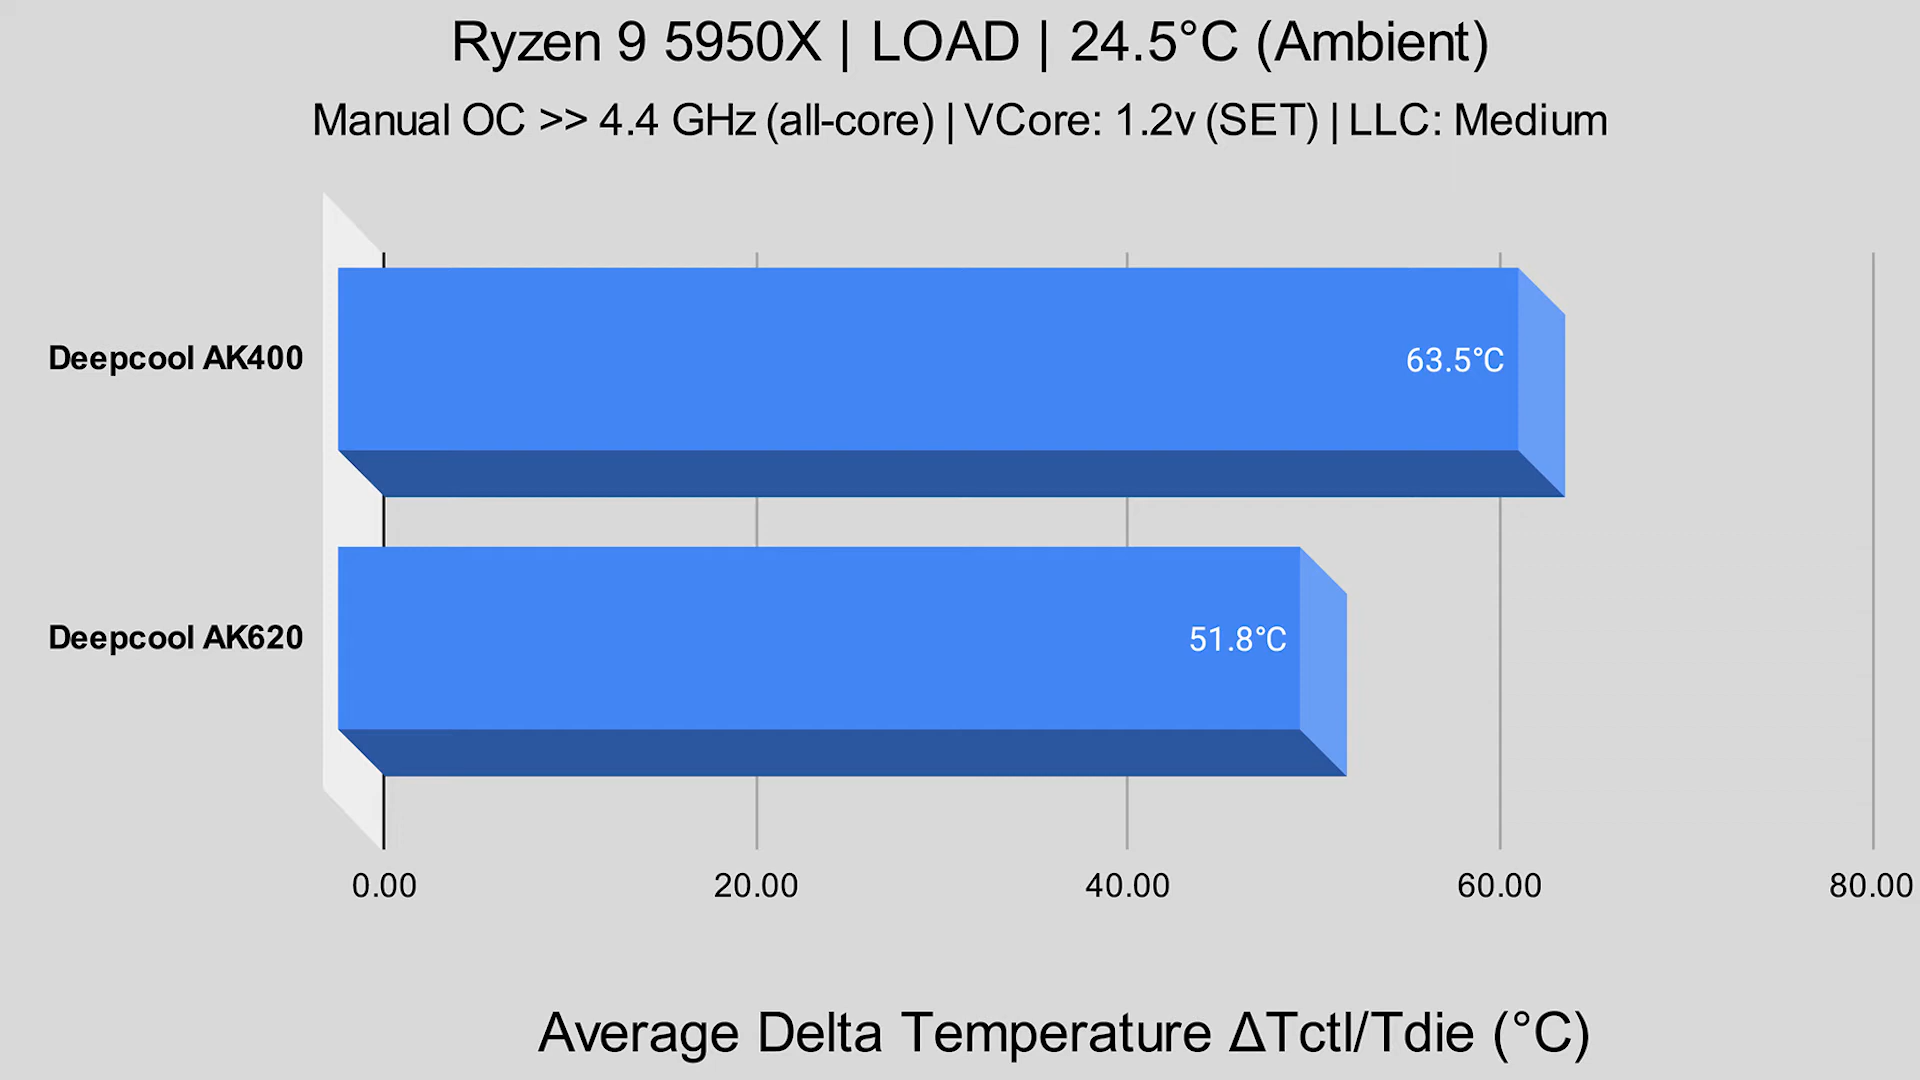 Ryzen 9 5950X | LOAD | 24.5°C (Ambient)
Manual OC >> 4.4 GHz (all-core) | VCore: 1.2v (SET) | LLC: Medium
Deepcool AK400
63.5°C
Deepcool AK620
51.8°C
0.00
20.00
40.00
60.00
80.00
Average Delta Temperature ΔTctl/Tdie (°C)